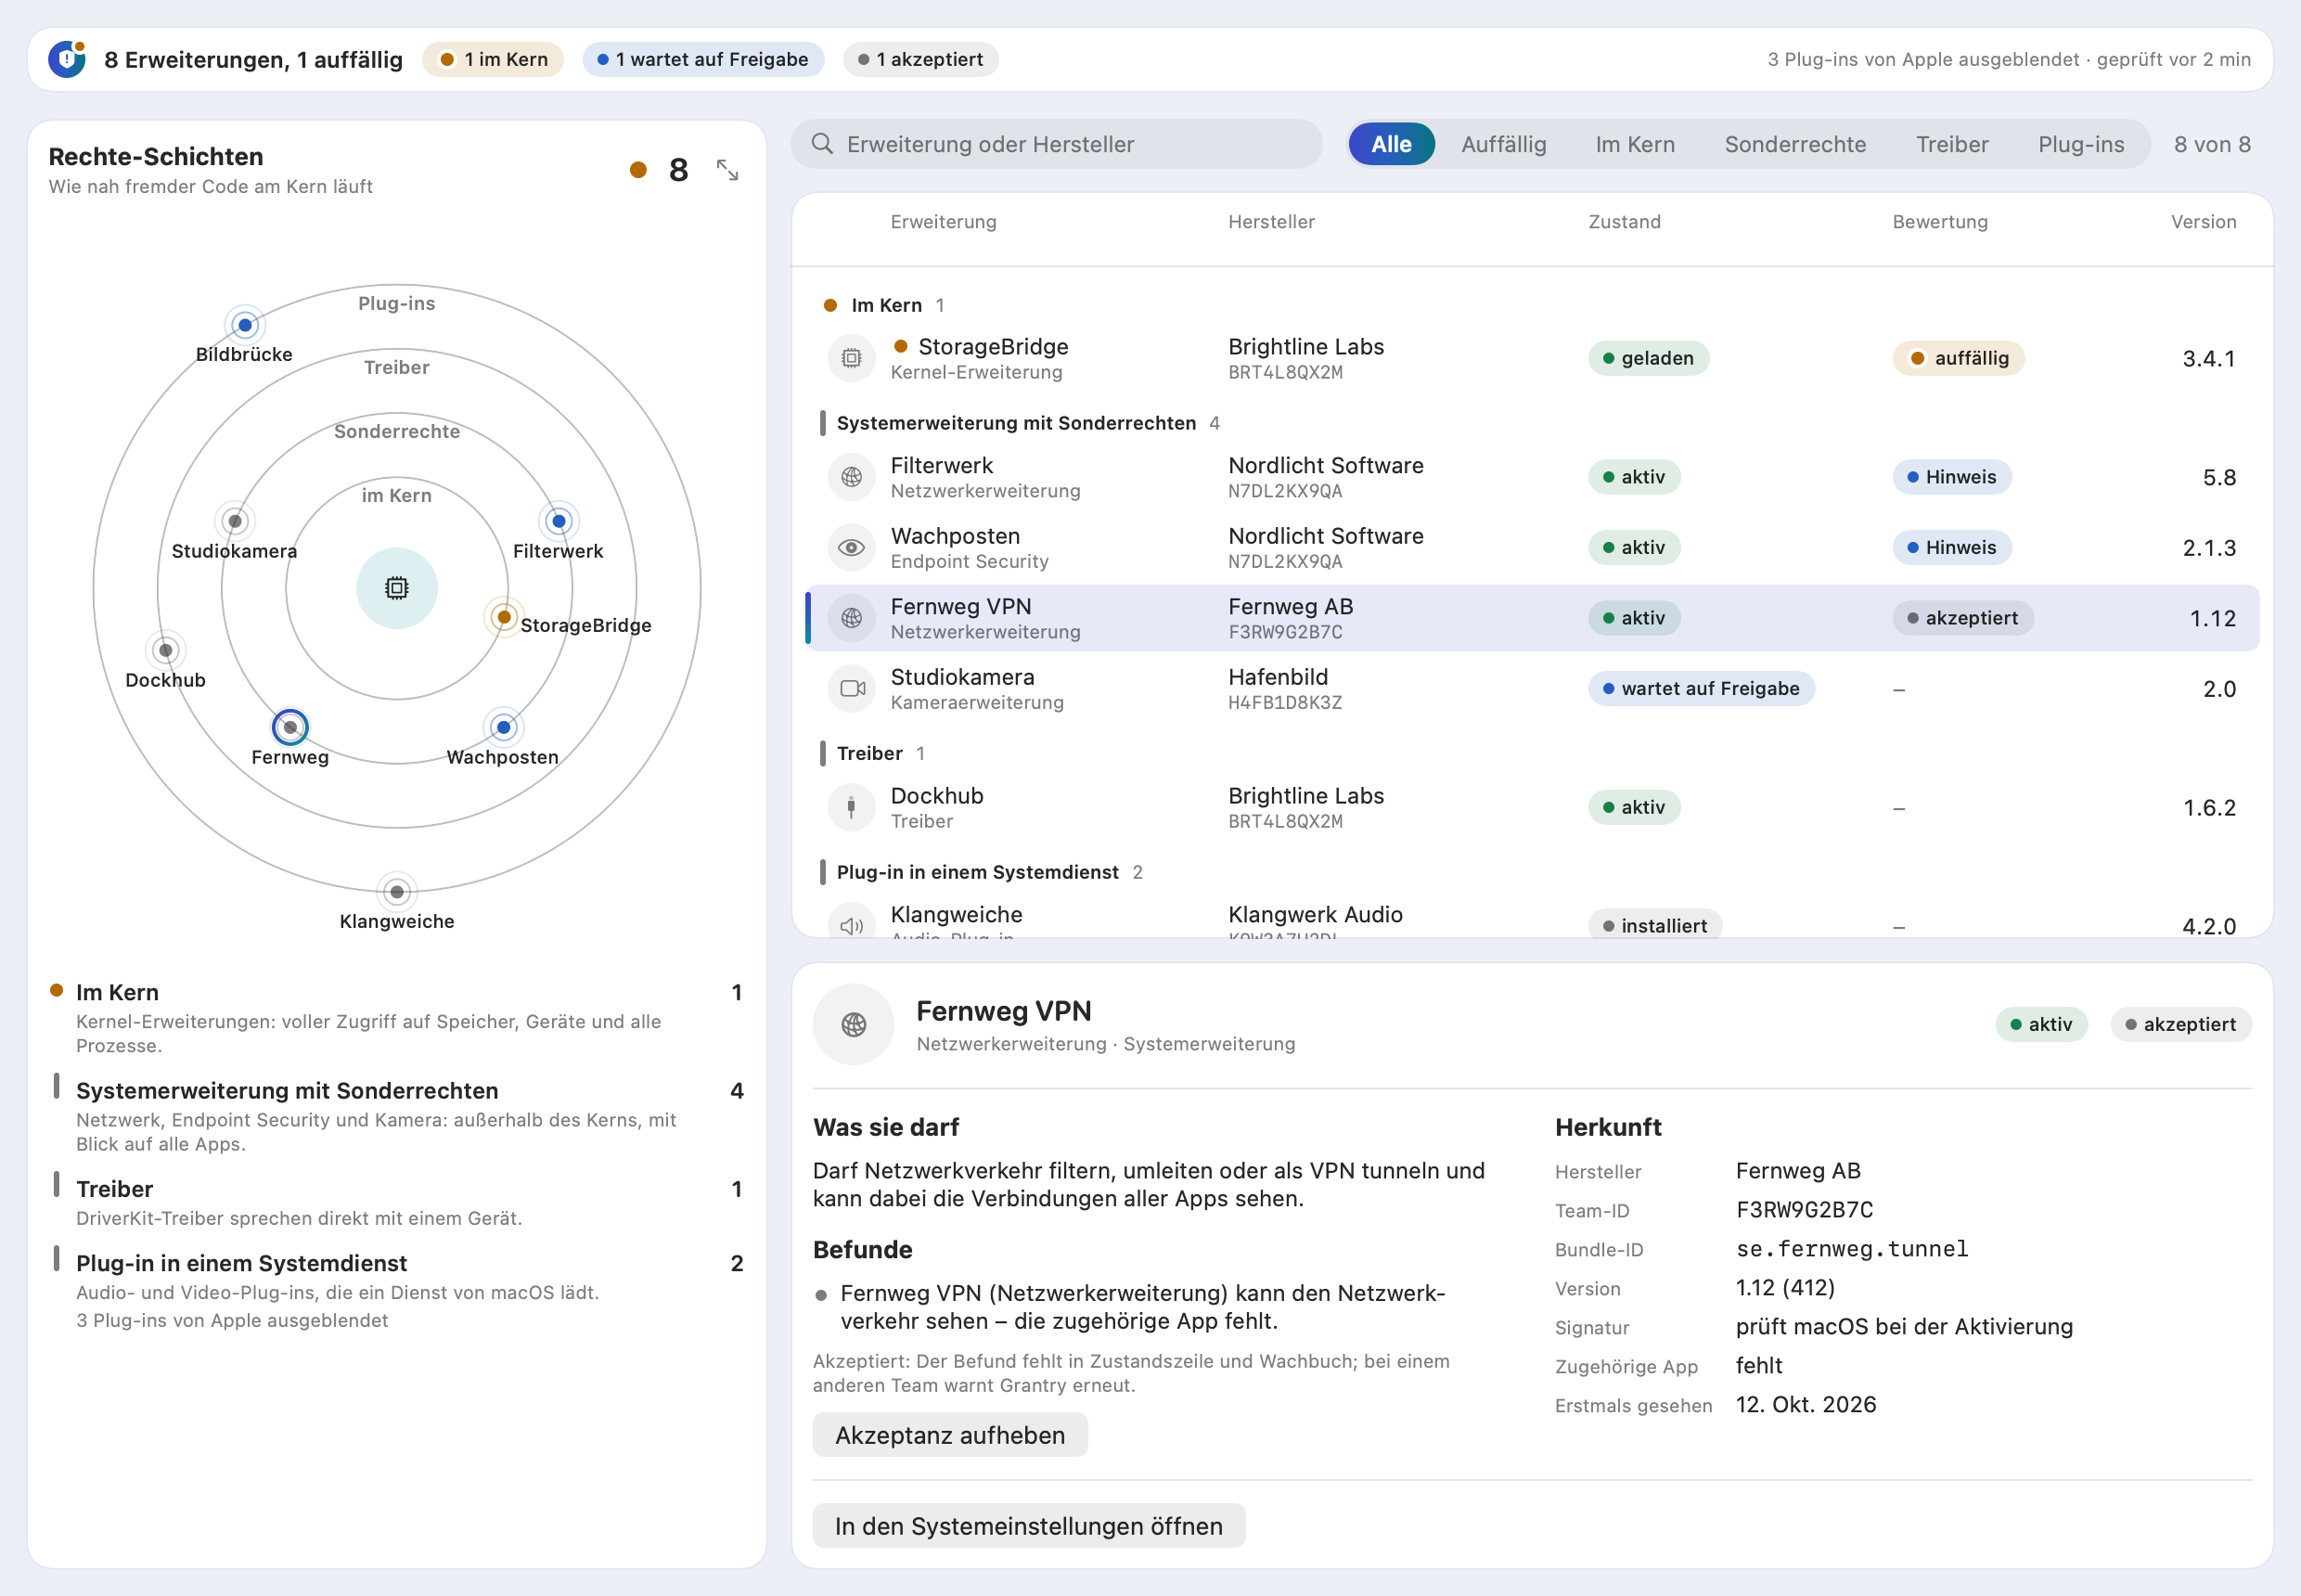 8 Erweiterungen, 1 auffällig
1 im Kern
1 wartet auf Freigabe
1 akzeptiert
3 Plug-ins von Apple ausgeblendet · geprüft vor 2 min
Rechte-Schichten
Wie nah fremder Code am Kern läuft
8
Plug-ins
Bildbrücke
Treiber
Sonderrechte
im Kern
Studiokamera
Filterwerk
StorageBridge
Dockhub
Fernweg
Wachposten
Klangweiche
Im Kern
1
Kernel-Erweiterungen: voller Zugriff auf Speicher, Geräte und alle
Prozesse.
Systemerweiterung mit Sonderrechten
4
Netzwerk, Endpoint Security und Kamera: außerhalb des Kerns, mit
Blick auf alle Apps.
Treiber
1
DriverKit-Treiber sprechen direkt mit einem Gerät.
Plug-in in einem Systemdienst
2
Audio- und Video-Plug-ins, die ein Dienst von macOS lädt.
3 Plug-ins von Apple ausgeblendet
Erweiterung oder Hersteller
Alle
Auffällig
Im Kern
Sonderrechte
Treiber
Plug-ins
8 von 8
Erweiterung
Hersteller
Zustand
Bewertung
Version
Im Kern 1
StorageBridge
Kernel-Erweiterung
Brightline Labs
BRT4L8QX2M
geladen
auffällig
3.4.1
Systemerweiterung mit Sonderrechten 4
Filterwerk
Netzwerkerweiterung
Nordlicht Software
N7DL2KX9QA
aktiv
Hinweis
5.8
Wachposten
Endpoint Security
Nordlicht Software
N7DL2KX9QA
aktiv
Hinweis
2.1.3
Fernweg VPN
Netzwerkerweiterung
Fernweg AB
F3RW9G2B7C
aktiv
akzeptiert
1.12
Studiokamera
Kameraerweiterung
Hafenbild
H4FB1D8K3Z
wartet auf Freigabe
–
2.0
Treiber 1
Dockhub
Treiber
Brightline Labs
BRT4L8QX2M
aktiv
–
1.6.2
Plug-in in einem Systemdienst 2
Klangweiche
Audio-Plug-in
Klangwerk Audio
installiert
–
4.2.0
Fernweg VPN
Netzwerkerweiterung · Systemerweiterung
aktiv
akzeptiert
Was sie darf
Darf Netzwerkverkehr filtern, umleiten oder als VPN tunneln und
kann dabei die Verbindungen aller Apps sehen.
Befunde
Fernweg VPN (Netzwerkerweiterung) kann den Netzwerk-
verkehr sehen – die zugehörige App fehlt.
Akzeptiert: Der Befund fehlt in Zustandszeile und Wachbuch; bei einem
anderen Team warnt Grantry erneut.
Akzeptanz aufheben
Herkunft
Hersteller
Fernweg AB
Team-ID
F3RW9G2B7C
Bundle-ID
se.fernweg.tunnel
Version
1.12 (412)
Signatur
prüft macOS bei der Aktivierung
Zugehörige App
fehlt
Erstmals gesehen
12. Okt. 2026
In den Systemeinstellungen öffnen